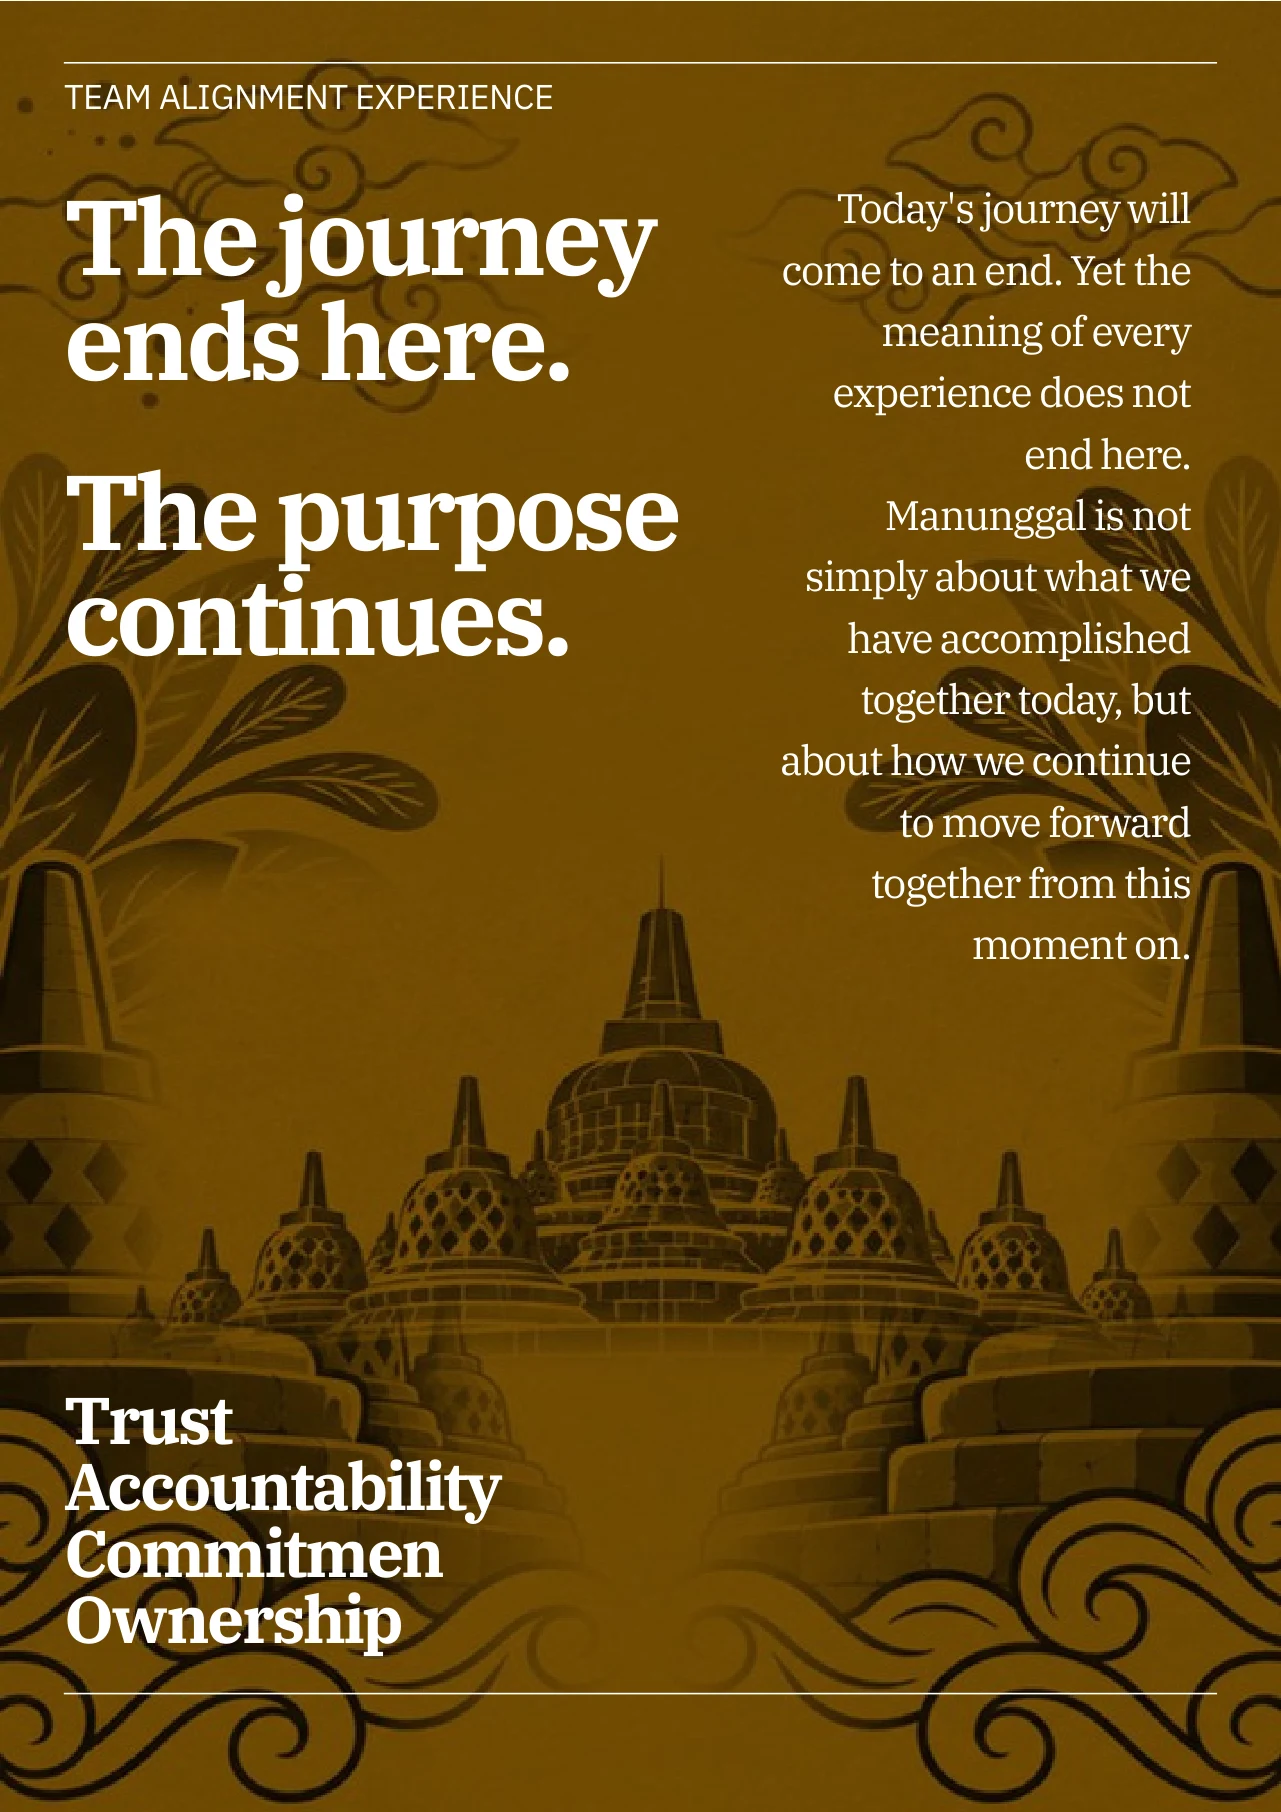 TEAM ALIGNMENT EXPERIENCE
The journey
ends here.
The purpose
continues.
Today's journey will
come to an end. Yet the
meaning of every
experience does not
end here.
Manunggal is not
simply about what we
have accomplished
together today, but
about how we continue
to move forward
together from this
moment on.
Trust
Accountability
Commitmen
Ownership